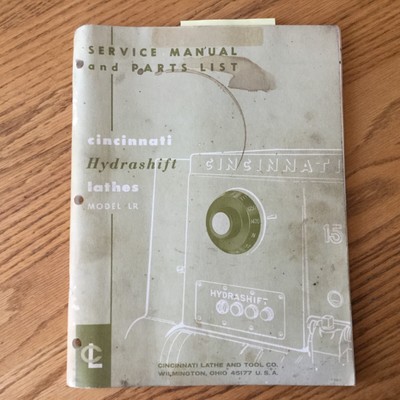 SERVICE MANUAL
and PARTS LIST
cincinnati
Hydrashift
lathes
MODEL LR
CINCINNATI
15
HYDRASHIFT
CL
CINCINNATI LATHE AND TOOL CO.
WILMINGTON, OHIO 45177 U.S.A.